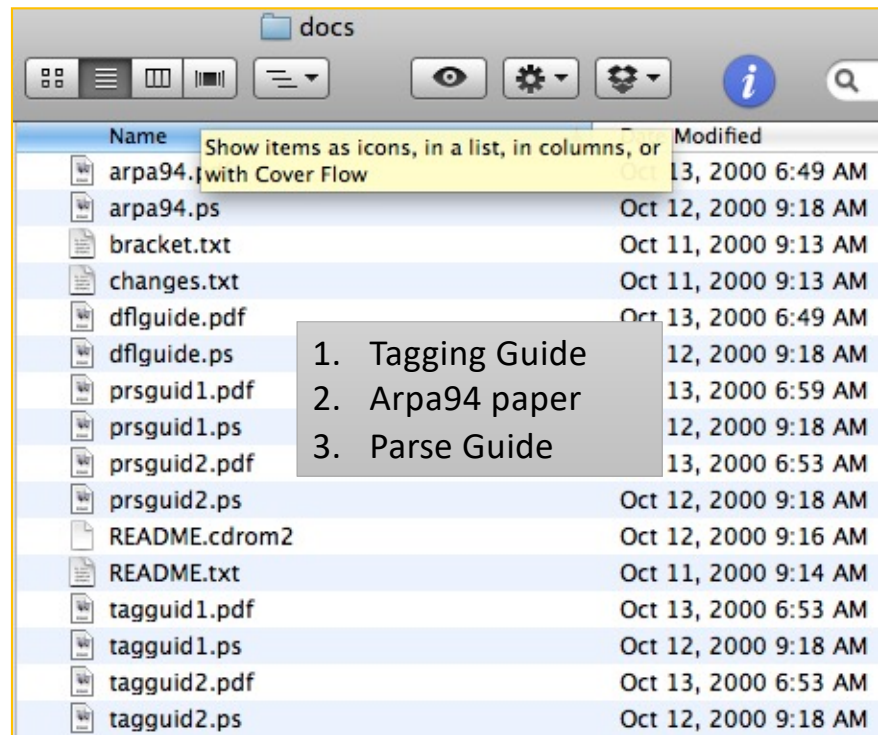 docs
Name Modified
Show items as icons, in a list, in columns, or
with Cover Flow
arpa94. 13, 2000 6:49 AM
arpa94.ps Oct 12, 2000 9:18 AM
bracket.txt Oct 11, 2000 9:13 AM
changes.txt Oct 11, 2000 9:13 AM
dflguide.pdf Oct 13, 2000 6:49 AM
dflguide.ps 12, 2000 9:18 AM
prsguid1.pdf 13, 2000 6:59 AM
prsguid1.ps 12, 2000 9:18 AM
prsguid2.pdf 13, 2000 6:53 AM
prsguid2.ps Oct 12, 2000 9:18 AM
README.cdrom2 Oct 12, 2000 9:16 AM
README.txt Oct 11, 2000 9:14 AM
tagguid1.pdf Oct 13, 2000 6:53 AM
tagguid1.ps Oct 12, 2000 9:18 AM
tagguid2.pdf Oct 13, 2000 6:53 AM
tagguid2.ps Oct 12, 2000 9:18 AM
1. Tagging Guide
2. Arpa94 paper
3. Parse Guide